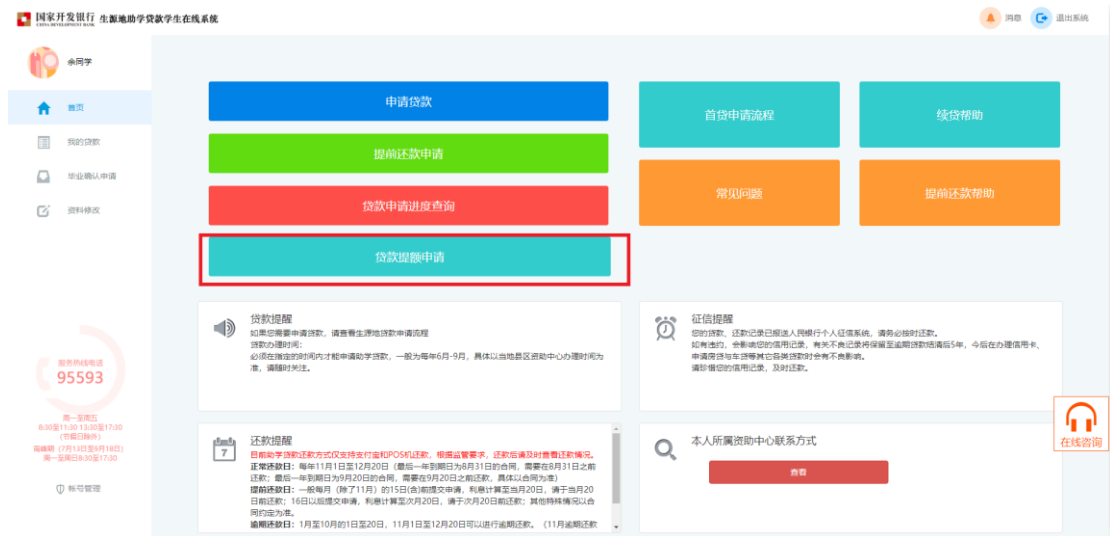 国家开发银行 生源地助学贷款学生在线系统
CHINA DEVELOPMENT BANK
消息
退出系统
余同学
首页
我的贷款
毕业确认申请
资料修改
服务热线电话
95593
周一至周五
8:30至11:30 13:30至17:30
(节假日除外)
高峰期 (7月13日至9月18日)
周一至周日8:30至17:30
帐号管理
申请贷款
提前还款申请
贷款申请进度查询
贷款提额申请
首贷申请流程
续贷帮助
常见问题
提前还款帮助
贷款提醒
如果您需要申请贷款，请查看生源地贷款申请流程
贷款办理时间：
必须在指定的时间内才能申请助学贷款，一般为每年6月-9月，具体以当地县区资助中心办理时间为
准，请随时关注。
征信提醒
您的贷款、还款记录已报送人民银行个人征信系统，请务必按时还款。
如有违约，会影响您的信用记录，有关不良记录将保留至逾期贷款结清后5年，今后在办理信用卡、
申请房贷与车贷等其它各类贷款时会有不良影响。
请珍惜您的信用记录，及时还款。
7
还款提醒
目前助学贷款还款方式仅支持支付宝和POS机还款，根据监管要求，还款后请及时查看还款情况。
正常还款日：每年11月1日至12月20日（最后一年到期日为8月31日的合同，需要在8月31日之前
还款；最后一年到期日为9月20日的合同，需要在9月20日之前还款，具体以合同为准）
提前还款日：一般每月（除了11月）的15日(含)前提交申请，利息计算至当月20日，请于当月20
日前还款；16日以后提交申请，利息计算至次月20日，请于次月20日前还款；其他特殊情况以合
同约定为准。
逾期还款日：1月至10月的1日至20日，11月1日至12月20日可以进行逾期还款。（11月逾期还款
本人所属资助中心联系方式
查看
在线咨询